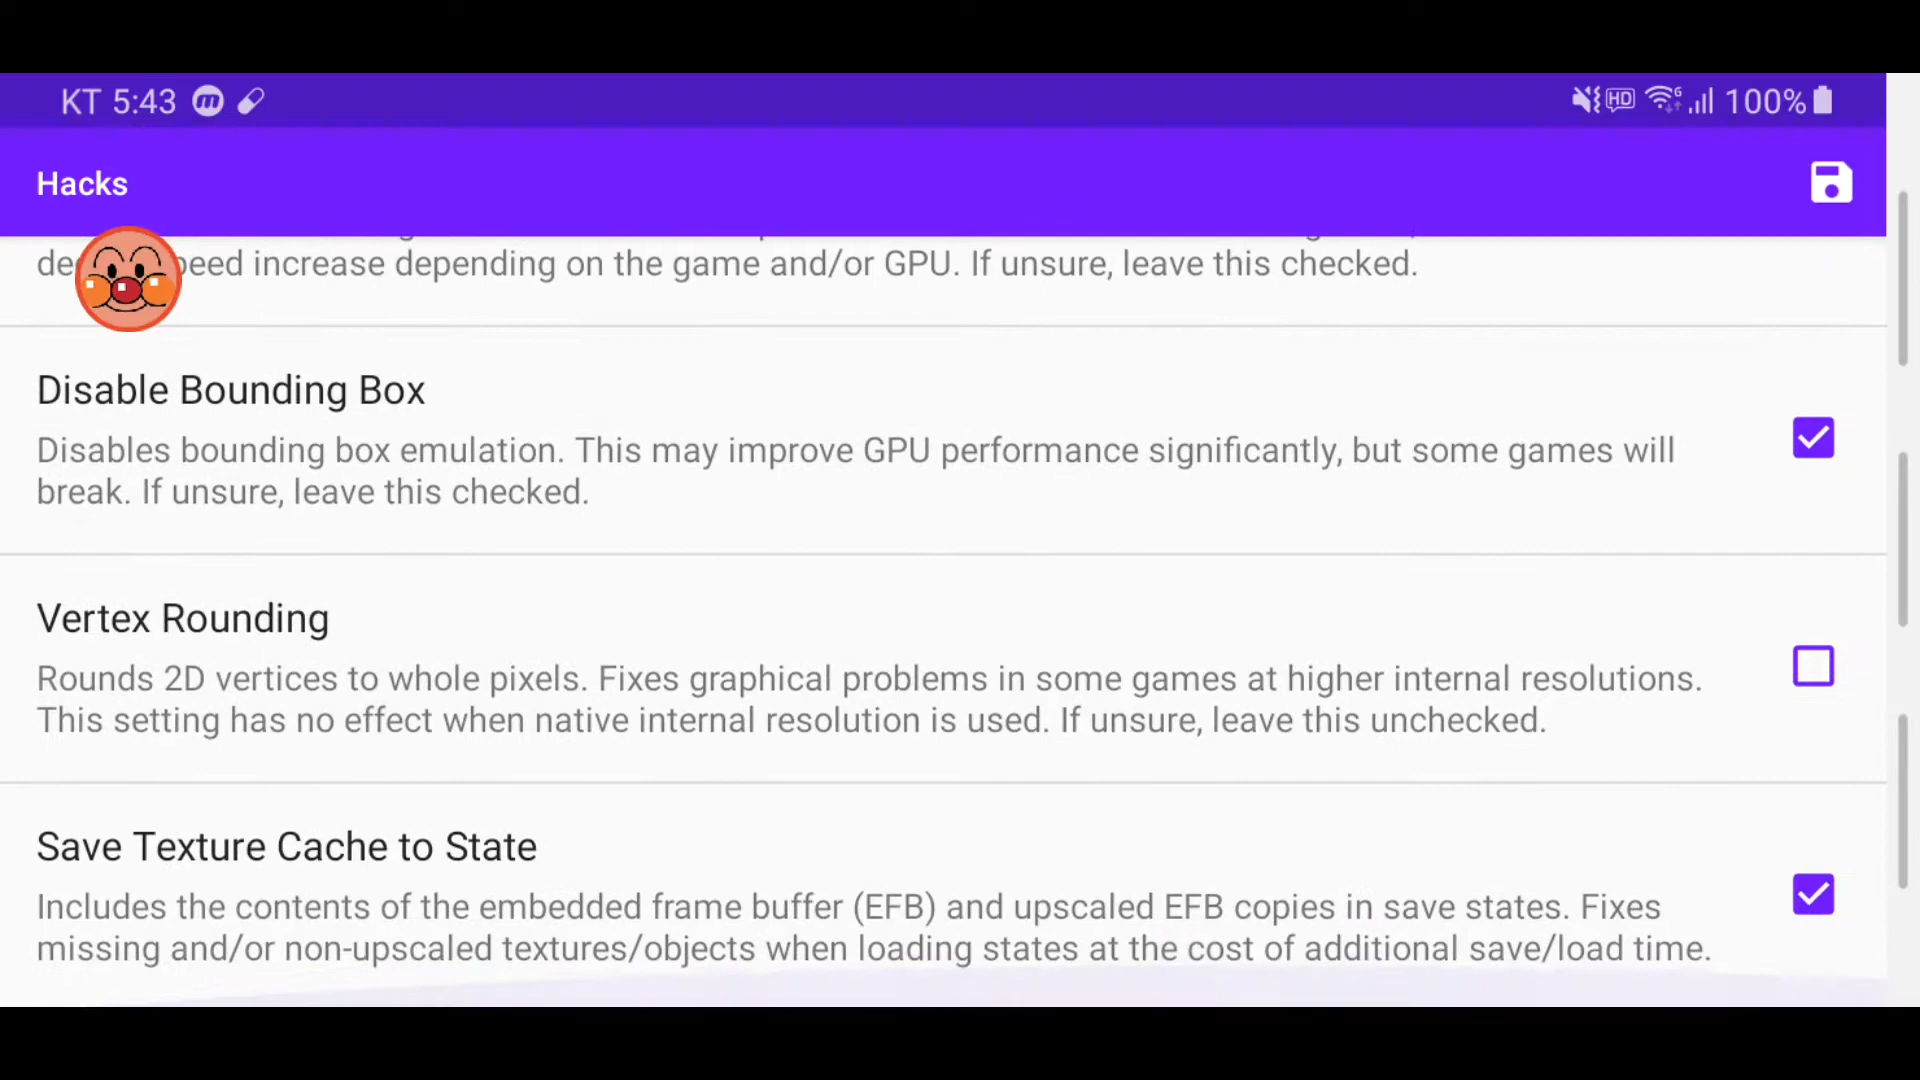 KT 5:43
HD 100%
Hacks
speed increase depending on the game and/or GPU. If unsure, leave this checked.
Disable Bounding Box
Disables bounding box emulation. This may improve GPU performance significantly, but some games will
break. If unsure, leave this checked.
Vertex Rounding
Rounds 2D vertices to whole pixels. Fixes graphical problems in some games at higher internal resolutions.
This setting has no effect when native internal resolution is used. If unsure, leave this unchecked.
Save Texture Cache to State
Includes the contents of the embedded frame buffer (EFB) and upscaled EFB copies in save states. Fixes
missing and/or non-upscaled textures/objects when loading states at the cost of additional save/load time.